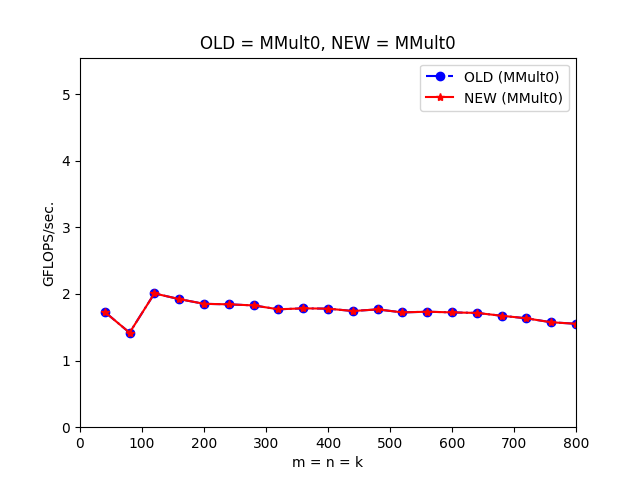 OLD = MMult0, NEW = MMult0
OLD (MMult0)
NEW (MMult0)
GFLOPS/sec.
5
4
3
2
1
0
0 100 200 300 400 500 600 700 800
m = n = k